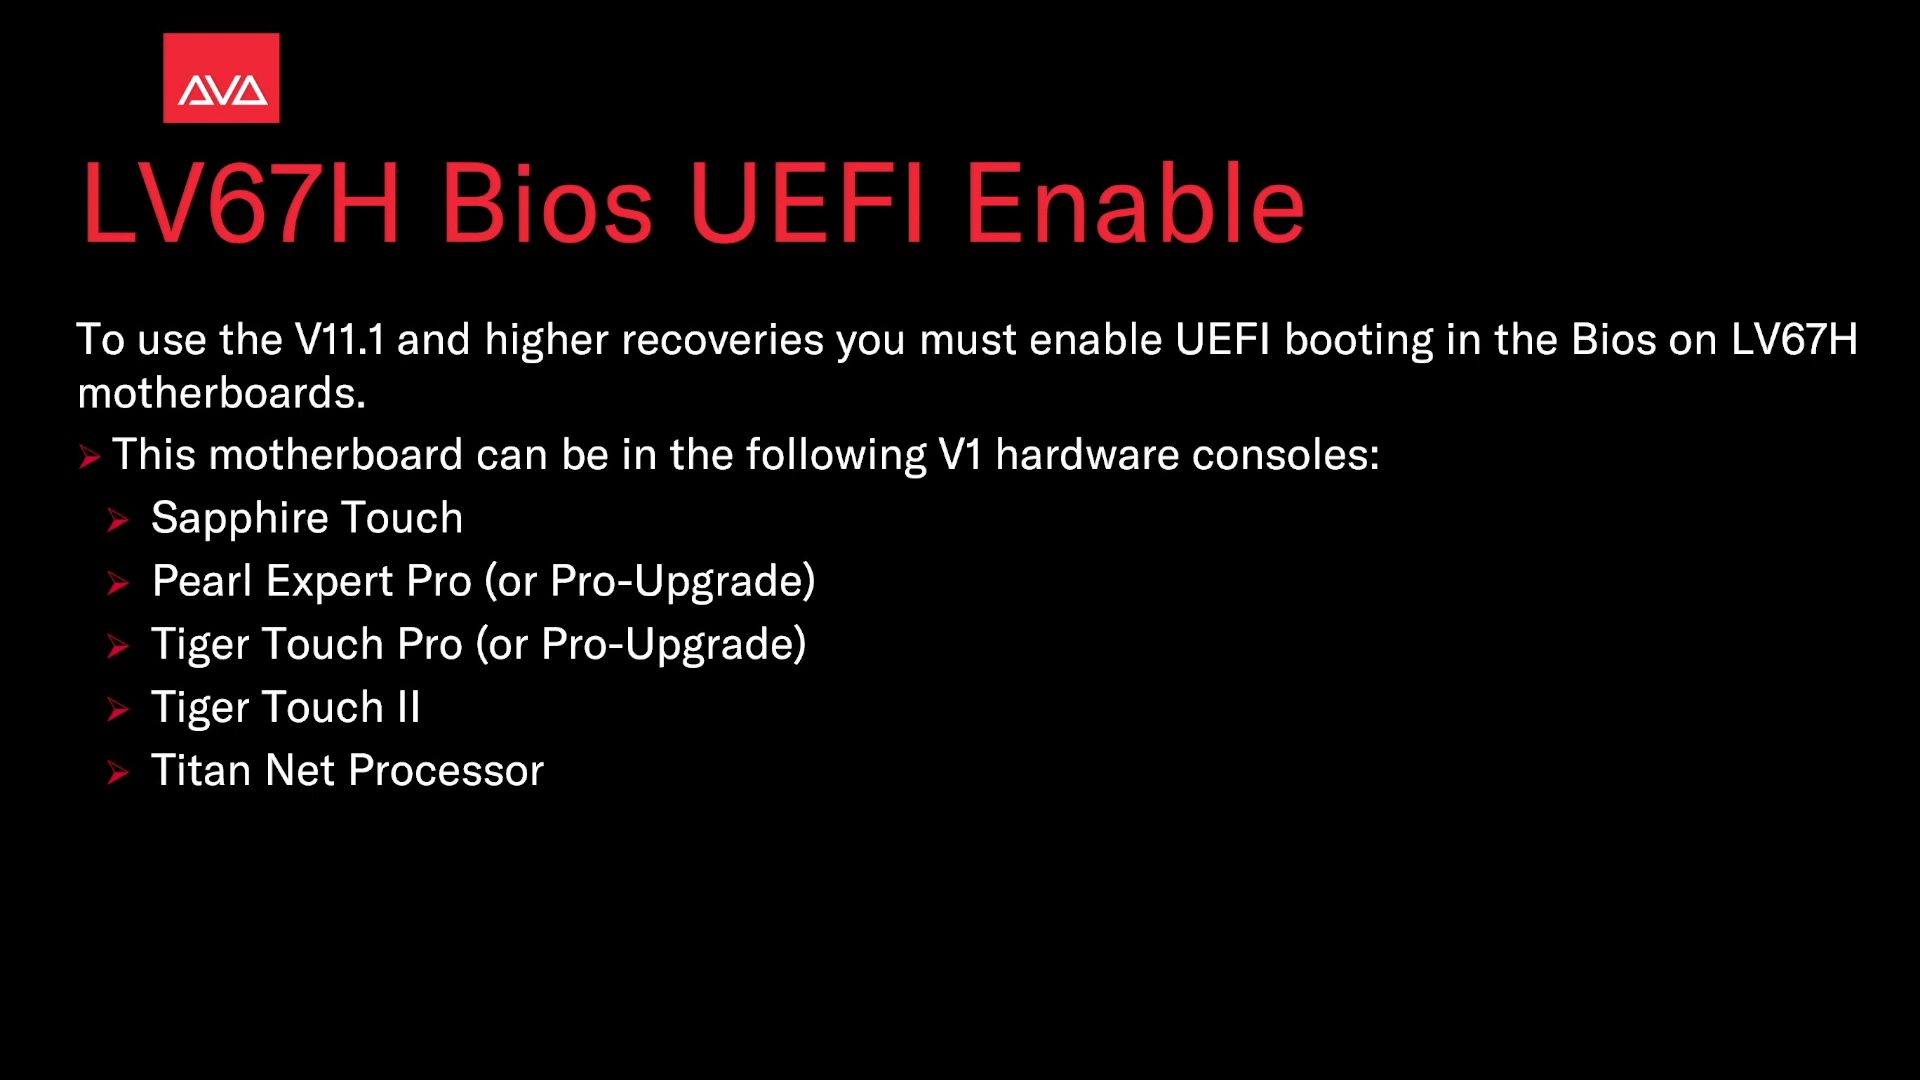 AVA
LV67H Bios UEFI Enable
To use the V11.1 and higher recoveries you must enable UEFI booting in the Bios on LV67H
motherboards.
This motherboard can be in the following V1 hardware consoles:
Sapphire Touch
Pearl Expert Pro (or Pro-Upgrade)
Tiger Touch Pro (or Pro-Upgrade)
Tiger Touch II
Titan Net Processor